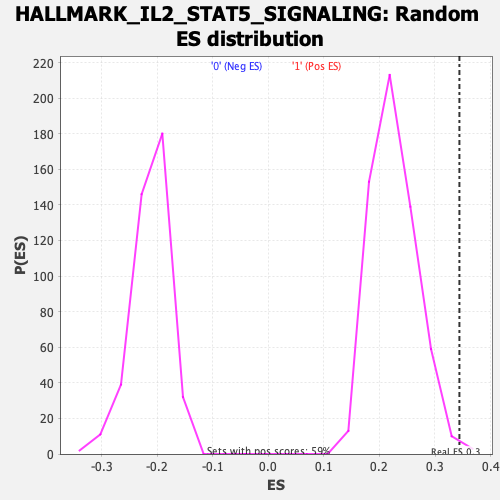 HALLMARK_IL2_STAT5_SIGNALING: Random
ES distribution
'0' (Neg ES) '1' (Pos ES)
220
200
180
160
140
120
100
80
60
40
20
0
P(ES)
Sets with pos scores: 59%
Real ES 0.3
-0.3 -0.2 -0.1 0.0 0.1 0.2 0.3 0.4
ES